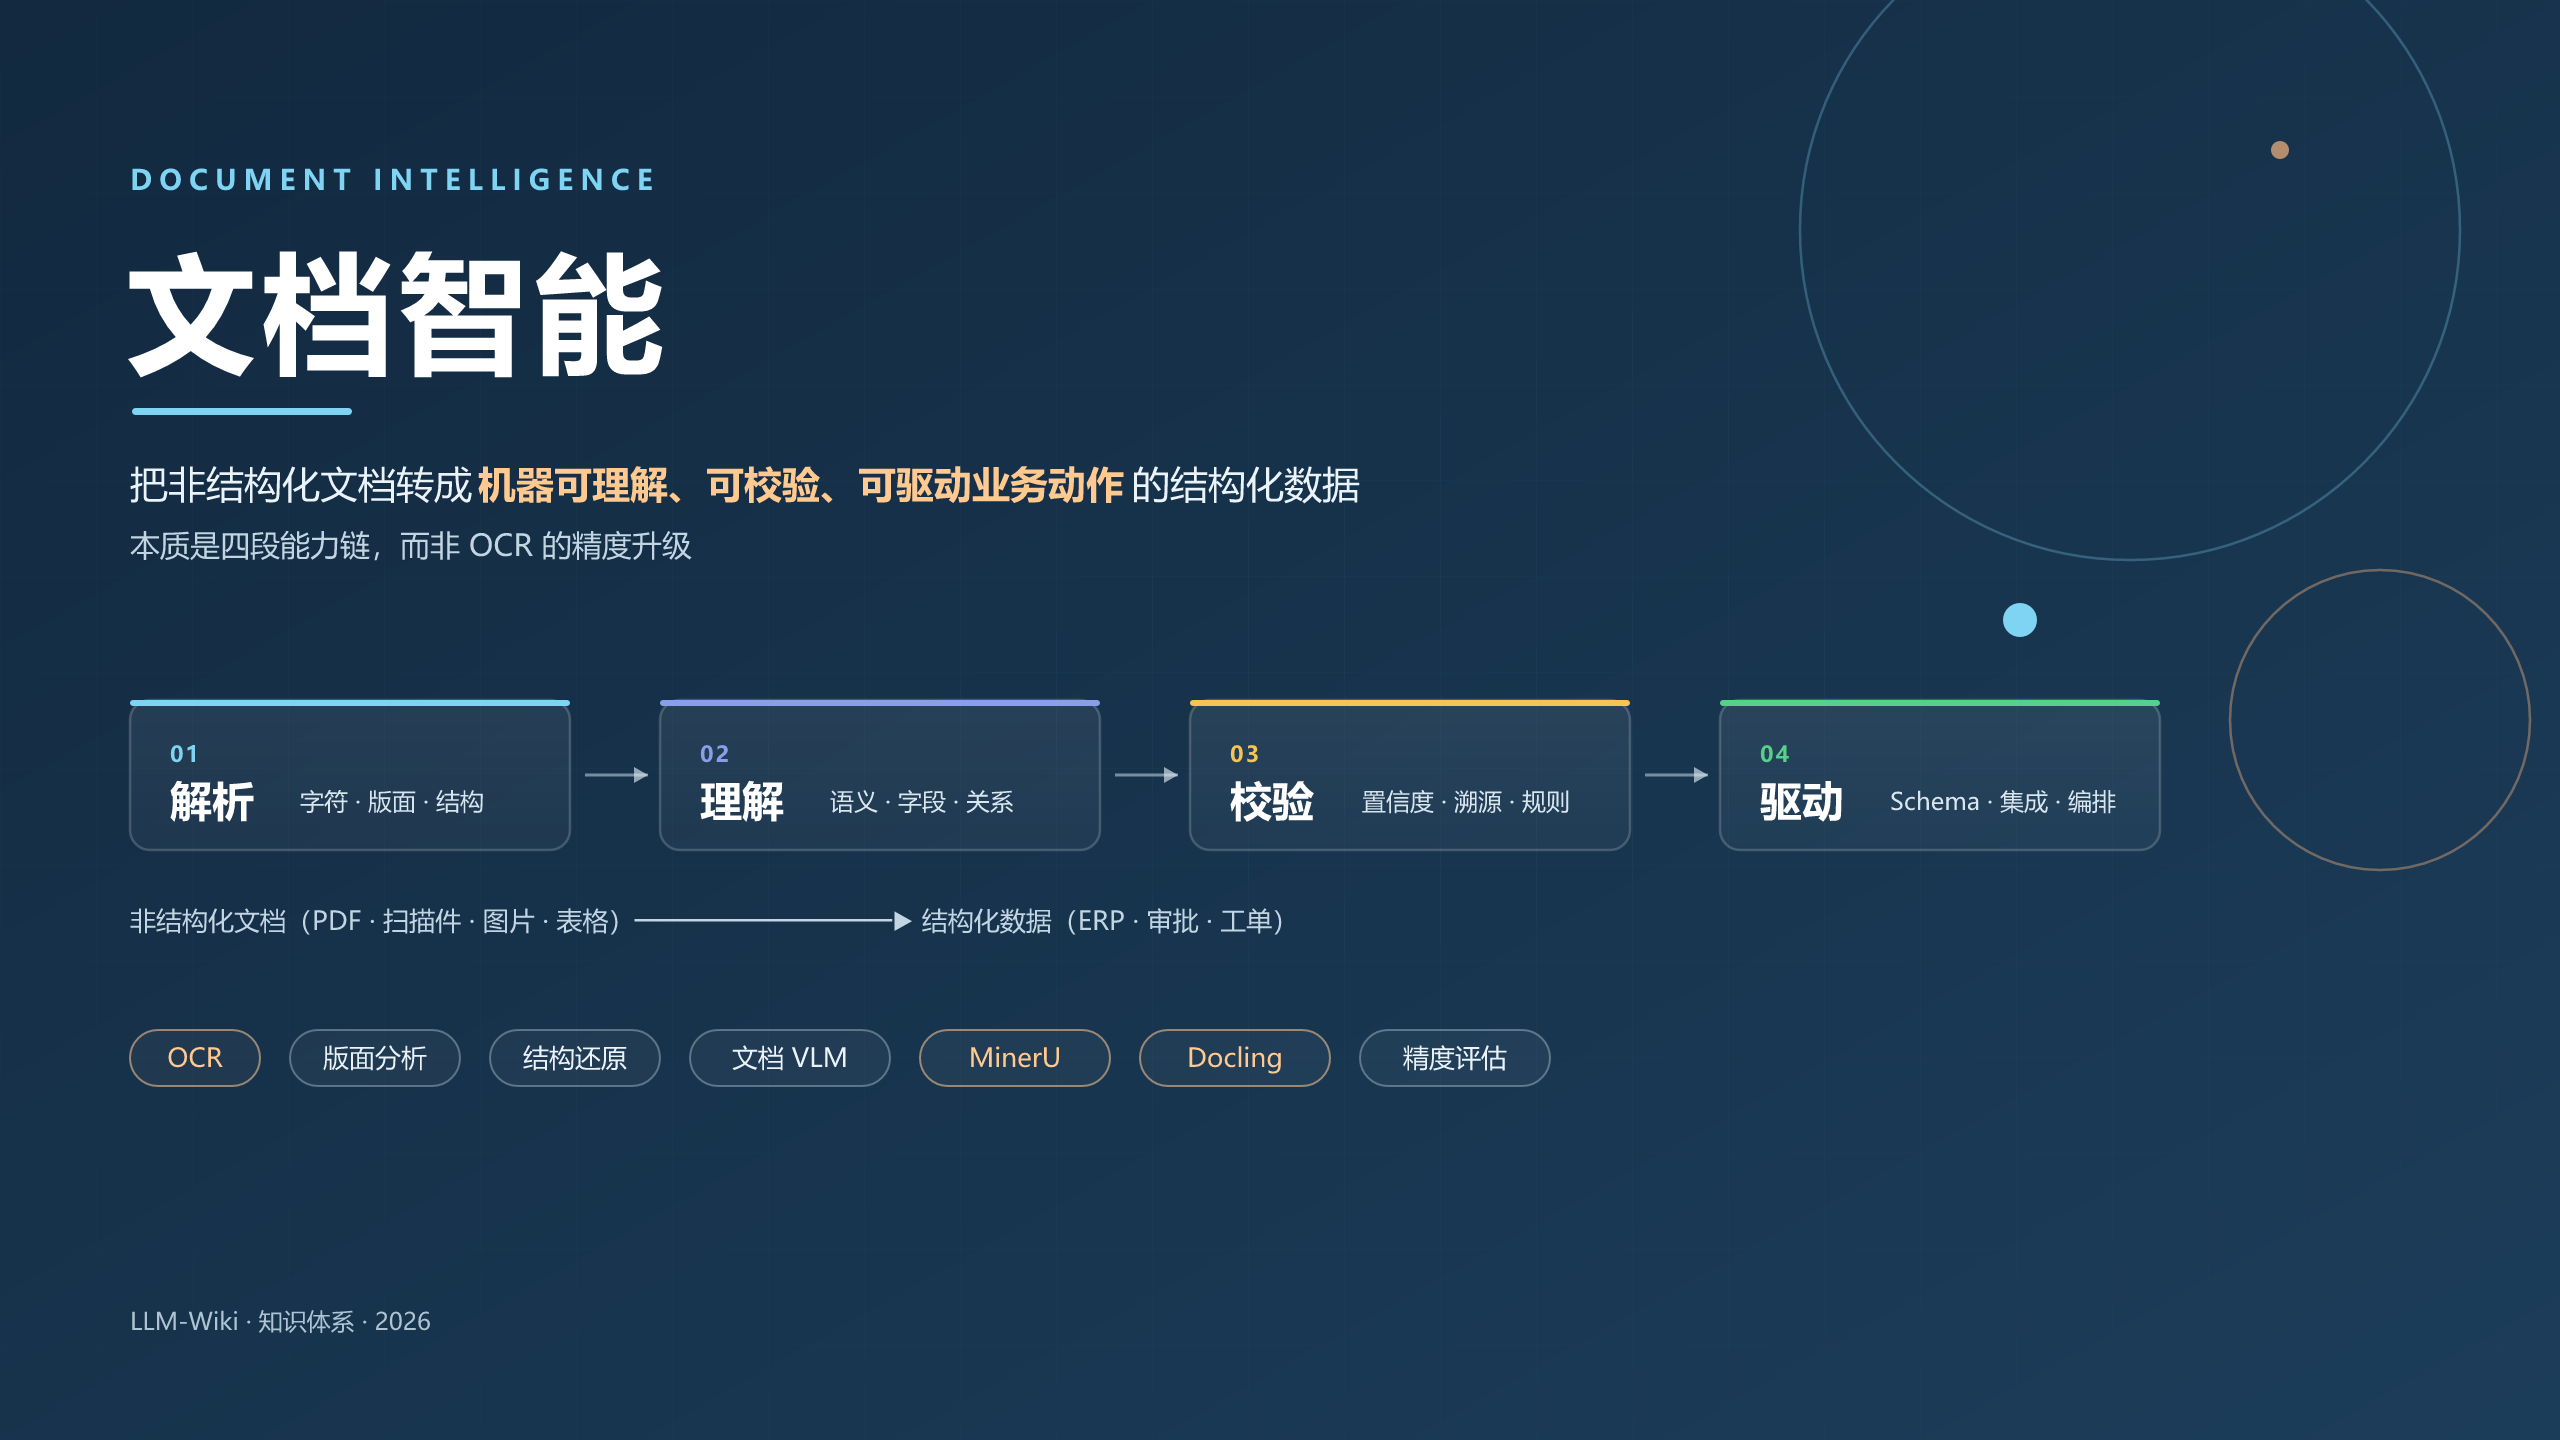 DOCUMENT INTELLIGENCE
文档智能
把非结构化文档转成 机器可理解、可校验、可驱动业务动作 的结构化数据
本质是四段能力链，而非 OCR 的精度升级
01
解析 字符 · 版面 · 结构
02
理解 语义 · 字段 · 关系
03
校验 置信度 · 溯源 · 规则
04
驱动 Schema · 集成 · 编排
非结构化文档（PDF · 扫描件 · 图片 · 表格） 结构化数据（ERP · 审批 · 工单）
OCR 版面分析 结构还原 文档 VLM MinerU Docling 精度评估
LLM-Wiki · 知识体系 · 2026